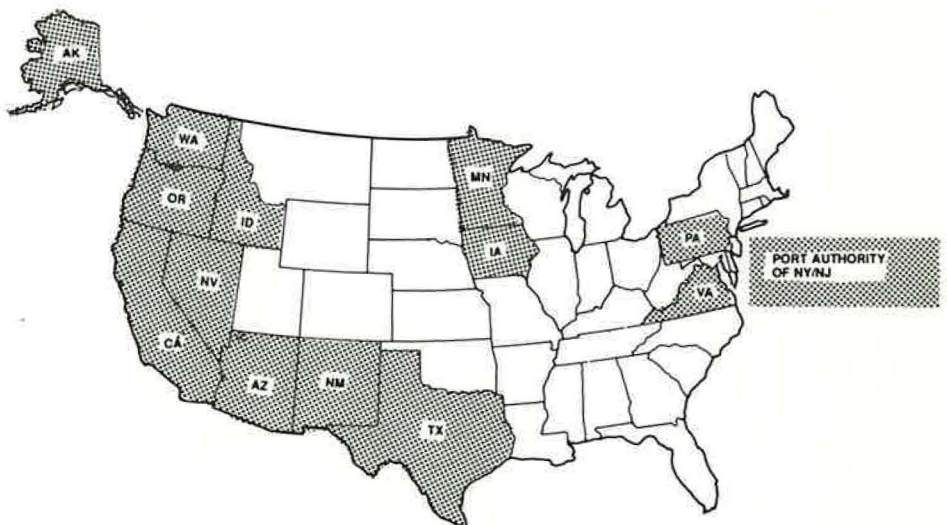 AK
WA
MN
OR
ID
IA
PA
PORT AUTHORITY
OF NY/NJ
NV
VA
CA
AZ
NM
TX